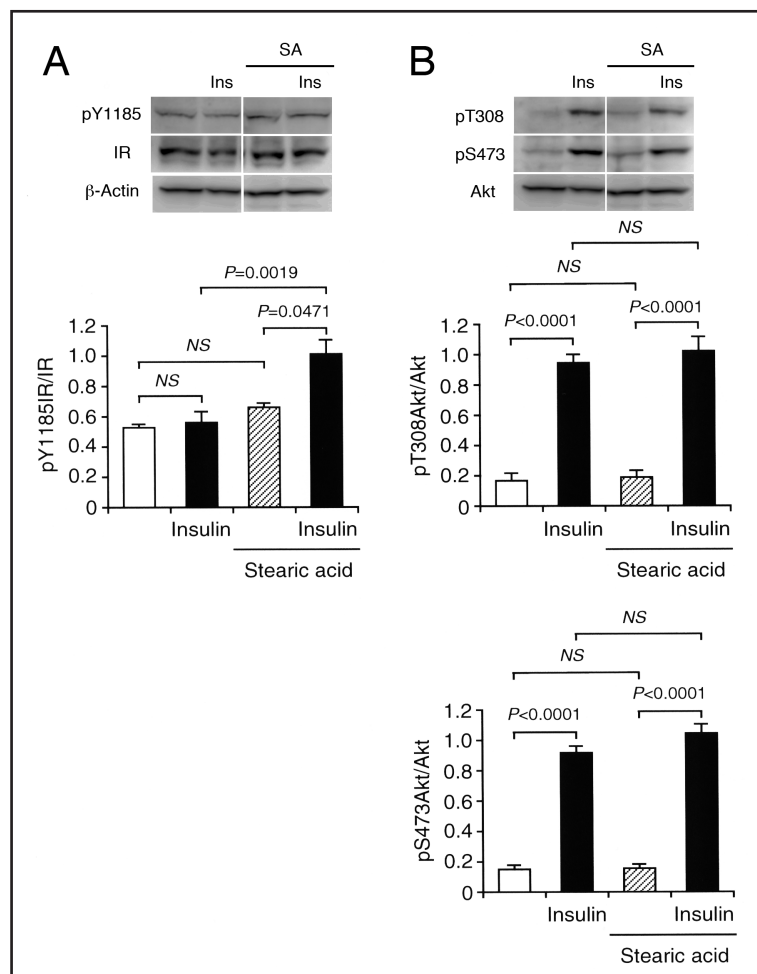 A
SA
Ins Ins
pY1185
IR
β-Actin
P=0.0019
P=0.0471
NS
NS
pY1185IR/IR
1.2
1.0
0.8
0.6
0.4
0.2
0
Insulin Insulin
Stearic acid
B
SA
Ins Ins
pT308
pS473
Akt
NS
NS
P<0.0001 P<0.0001
pT308Akt/Akt
1.2
1.0
0.8
0.6
0.4
0.2
0
Insulin Insulin
Stearic acid
NS
NS
P<0.0001 P<0.0001
pS473Akt/Akt
1.2
1.0
0.8
0.6
0.4
0.2
0
Insulin Insulin
Stearic acid